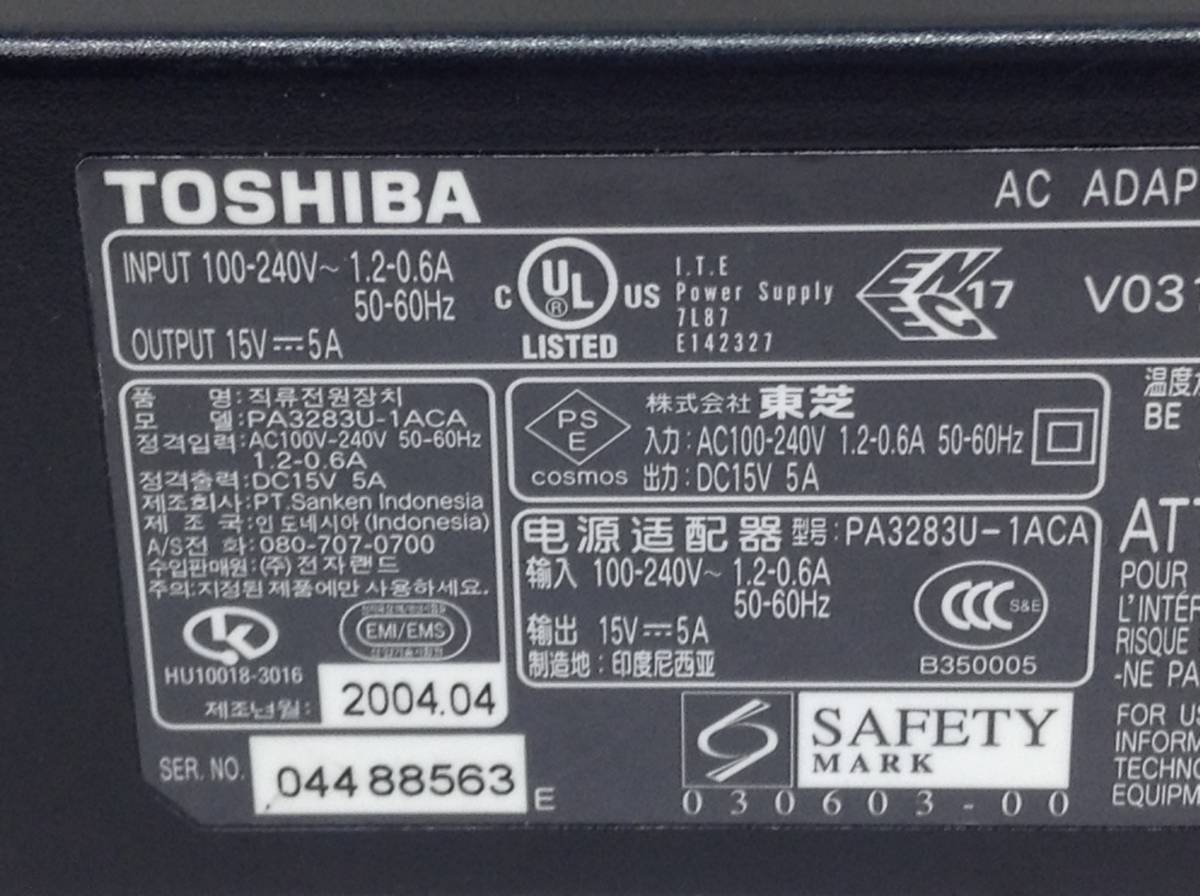 TOSHIBA
AC ADAP
INPUT 100-240V~ 1.2-0.6A
50-60Hz
OUTPUT 15V⎓5A
C UL® US
LISTED
I.T.E
Power Supply
7L87
E142327
ENEC 17
V03
품 명:직류전원장치
모 델:PA3283U-1ACA
정격입력:AC100V-240V 50-60Hz
1.2-0.6A
정격출력:DC15V 5A
제조회사:PT.Sanken Indonesia
제 조 국:인도네시아(Indonesia)
A/S전 화:080-707-0700
수입판매원:(주)전자랜드
주의:지정된 제품에만 사용하세요.
EMI/EMS
HU10018-3016
제조년월: 2004.04
SER. NO. 04488563 E
PS
E
cosmos
株式会社 東芝
入力:AC100-240V 1.2-0.6A 50-60Hz
出力:DC15V 5A
电源适配器 型号:PA3283U-1ACA
输入 100-240V~ 1.2-0.6A
50-60Hz
输出 15V⎓5A
制造地:印度尼西亚
CCC S&E
B350005
SAFETY
MARK
030603-00
温度
BE
AT
POUR
L'INTÉF
RISQUE
-NE PA
FOR US
INFORM
TECHNO
EQUIPM